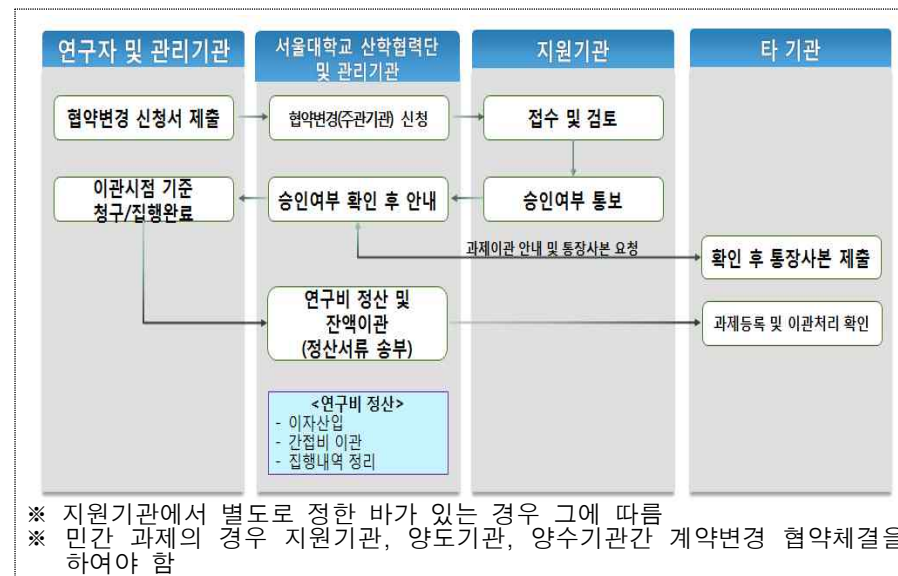 연구자 및 관리기관
서울대학교 산학협력단
및 관리기관
지원기관
타 기관
협약변경 신청서 제출
협약변경(주관기관) 신청
접수 및 검토
이관시점 기준
청구/집행완료
승인여부 확인 후 안내
승인여부 통보
과제이관 안내 및 통장사본 요청
확인 후 통장사본 제출
연구비 정산 및
잔액이관
(정산서류 송부)
과제등록 및 이관처리 확인
<연구비 정산>
- 이자산입
- 간접비 이관
- 집행내역 정리
※ 지원기관에서 별도로 정한 바가 있는 경우 그에 따름
※ 민간 과제의 경우 지원기관, 양도기관, 양수기관간 계약변경 협약체결을
하여야 함